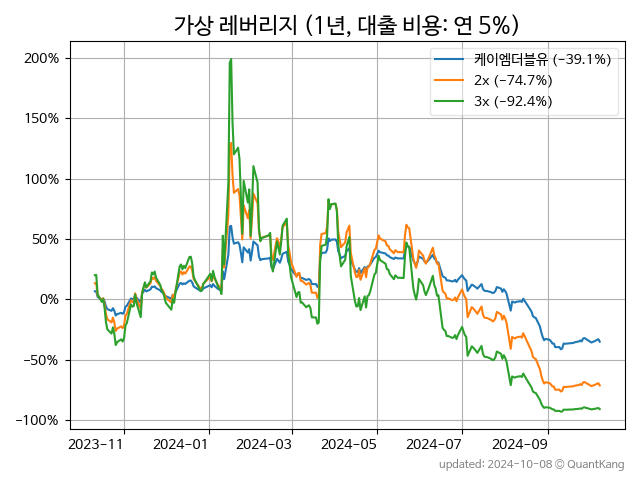 가상 레버리지 (1년, 대출 비용: 연 5%)
케이엠더블유 (-39.1%)
2x (-74.7%)
3x (-92.4%)
200%
150%
100%
50%
0%
-50%
-100%
2023-11
2024-01
2024-03
2024-05
2024-07
2024-09
updated: 2024-10-08 © QuantKang